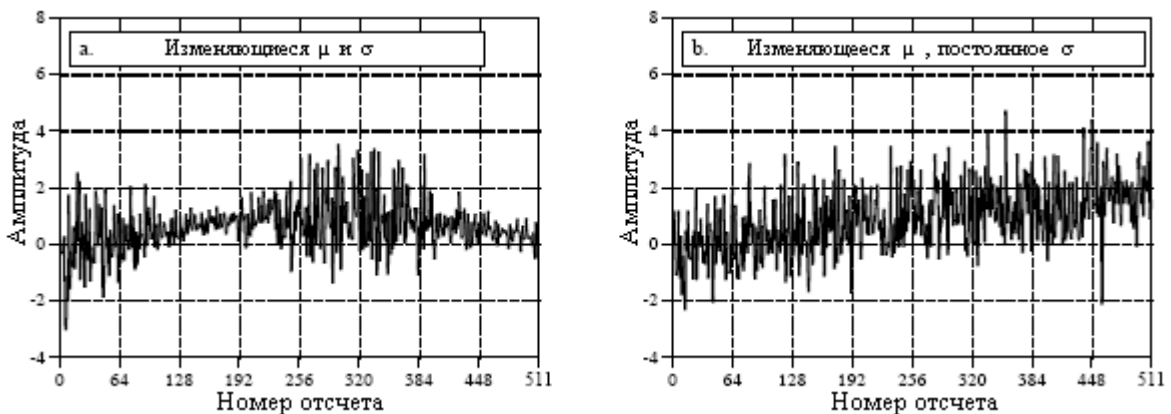 a. Изменяющиеся μ и σ
8
6
4
2
0
-2
-4
Амплитуда
0 64 128 192 256 320 384 448 511
Номер отсчета
b. Изменяющееся μ , постоянное σ
8
6
4
2
0
-2
-4
Амплитуда
0 64 128 192 256 320 384 448 511
Номер отсчета